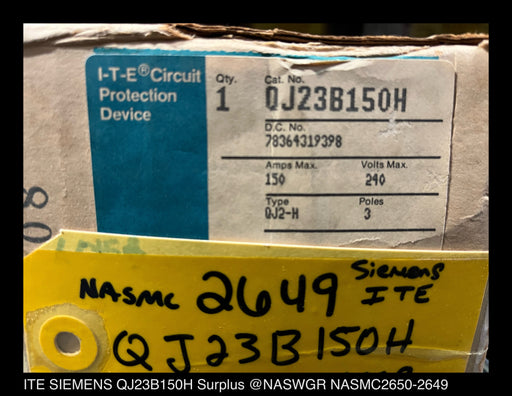 I-T-E® Circuit
Protection
Device
Qty.
1
Cat. No.
QJ23B150H
D.C. No.
78364319398
Amps Max. Volts Max.
150 240
Type Poles
QJ2-H 3
08
NASMC 2649 Siemens
ITE
QJ23B150H
ITE SIEMENS QJ23B150H Surplus @NASWGR NASMC2650-2649